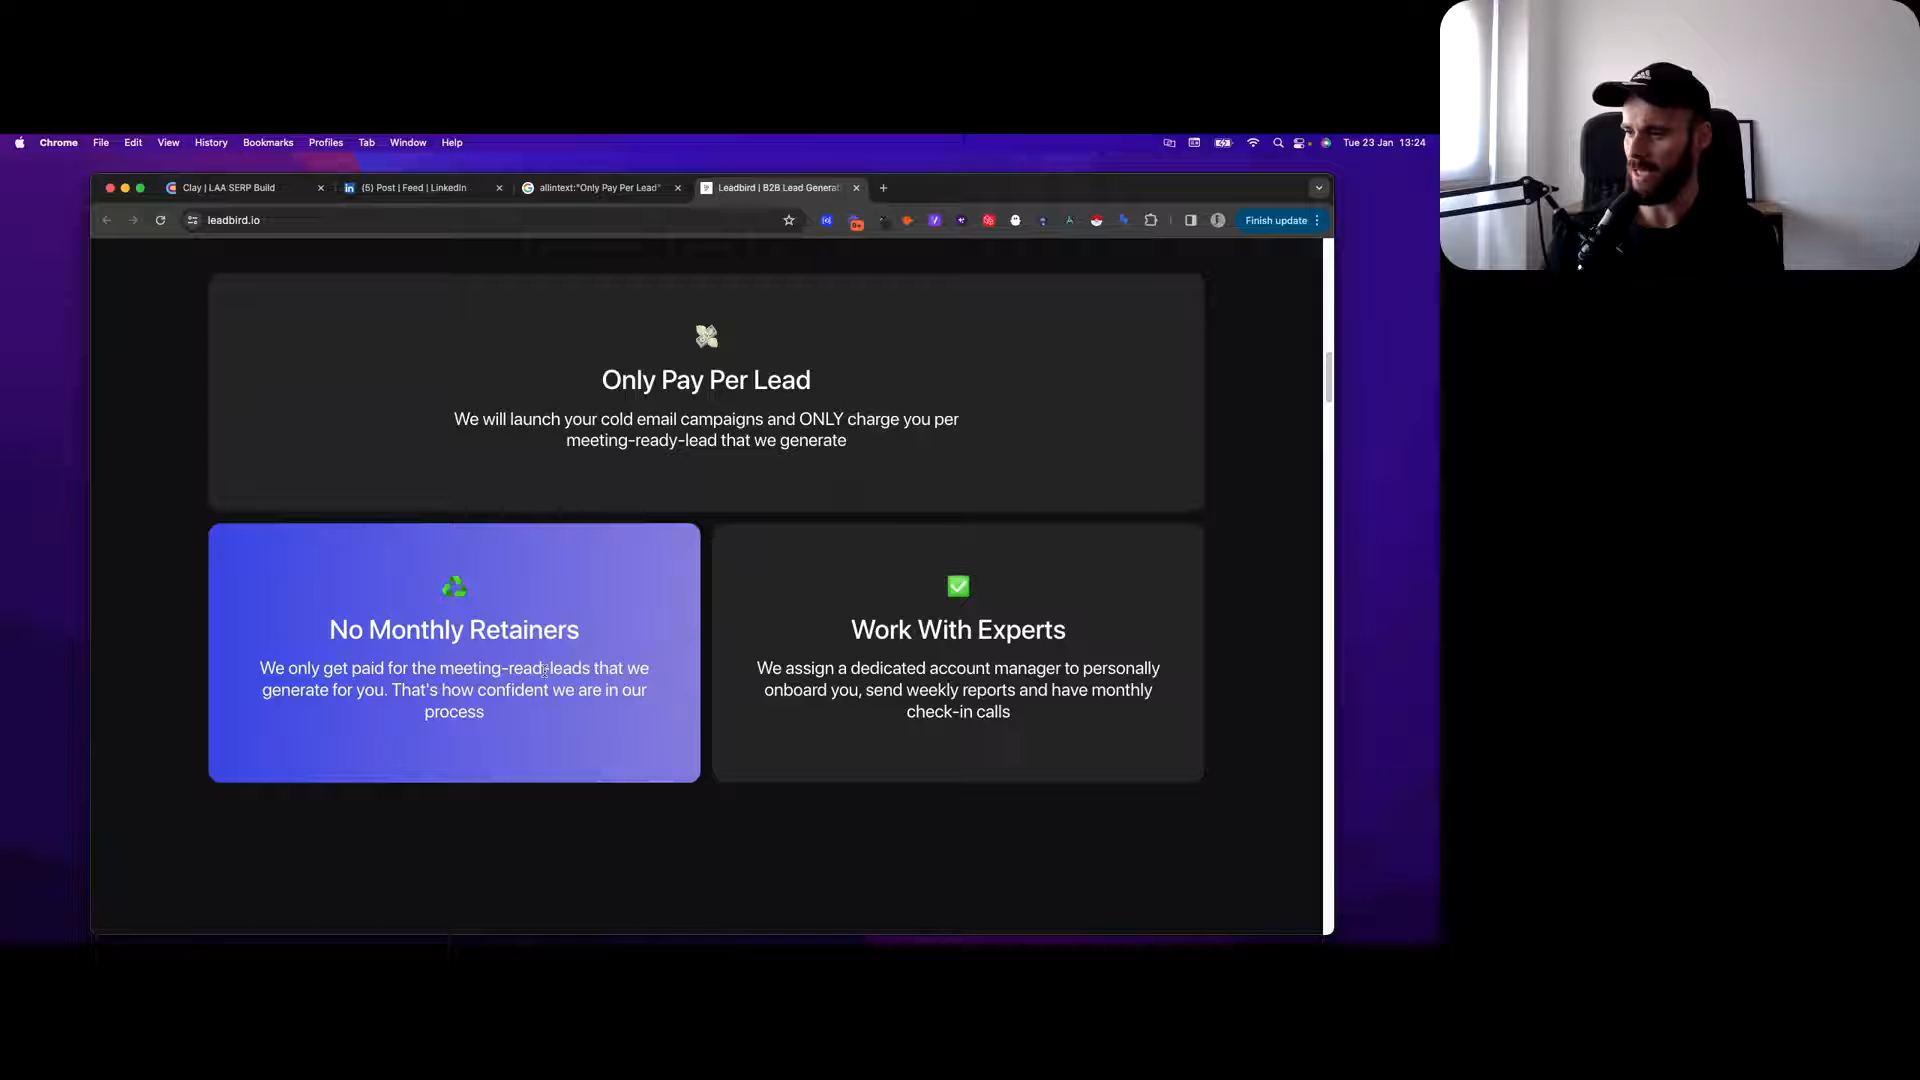 Chrome File Edit View History Bookmarks Profiles Tab Window Help
Tue 23 Jan 13:24
Clay | LAA SERP Build
(5) Post | Feed | LinkedIn
allintext:"Only Pay Per Lead"
Leadbird | B2B Lead Generat
leadbird.io
Finish update
Only Pay Per Lead
We will launch your cold email campaigns and ONLY charge you per
meeting-ready-lead that we generate
No Monthly Retainers
We only get paid for the meeting-ready-leads that we
generate for you. That's how confident we are in our
process
Work With Experts
We assign a dedicated account manager to personally
onboard you, send weekly reports and have monthly
check-in calls